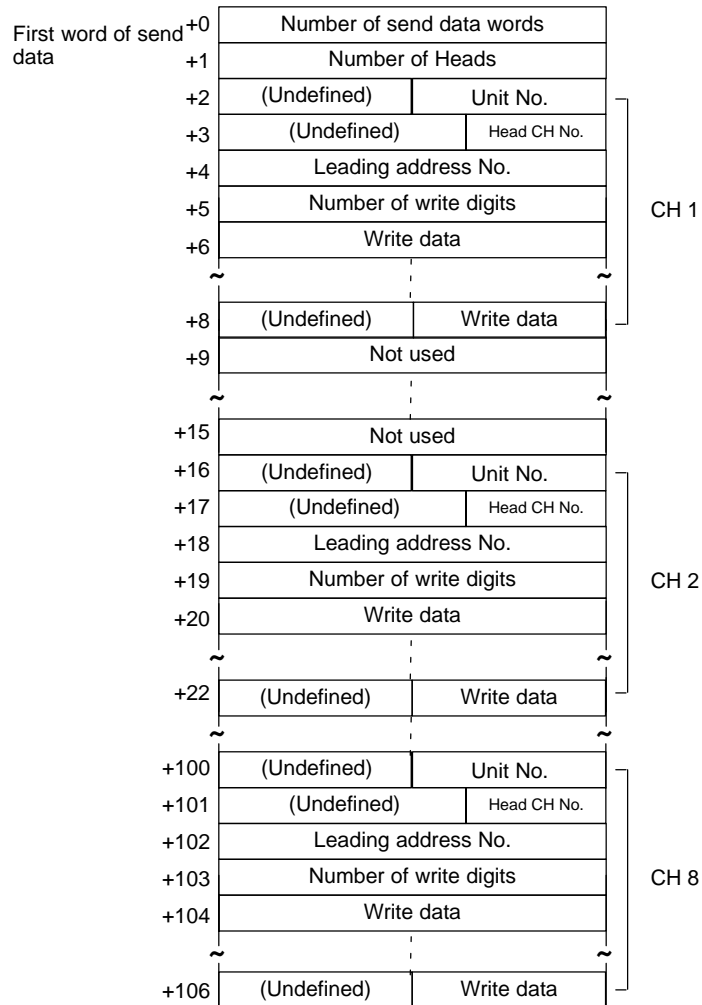 First word of send
data
+0 Number of send data words
+1 Number of Heads
+2 (Undefined) Unit No.
+3 (Undefined) Head CH No.
+4 Leading address No.
+5 Number of write digits
+6 Write data
CH 1
~ ~
+8 (Undefined) Write data
+9 Not used
~ ~
+15 Not used
+16 (Undefined) Unit No.
+17 (Undefined) Head CH No.
+18 Leading address No.
+19 Number of write digits
+20 Write data
CH 2
~ ~
+22 (Undefined) Write data
~ ~
+100 (Undefined) Unit No.
+101 (Undefined) Head CH No.
+102 Leading address No.
+103 Number of write digits
+104 Write data
CH 8
~ ~
+106 (Undefined) Write data